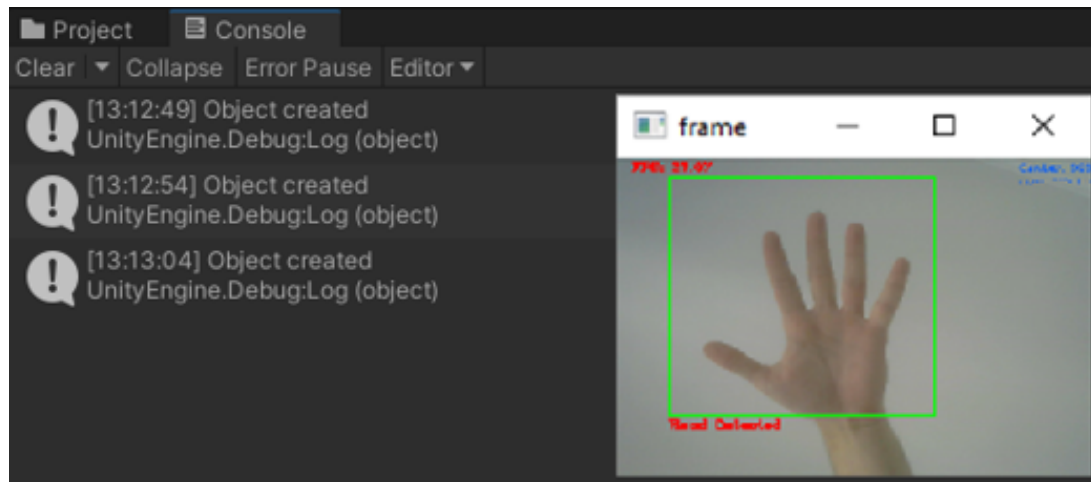 Project Console
Clear Collapse Error Pause Editor
[13:12:49] Object created
UnityEngine.Debug:Log (object)
[13:12:54] Object created
UnityEngine.Debug:Log (object)
[13:13:04] Object created
UnityEngine.Debug:Log (object)
frame
Detected